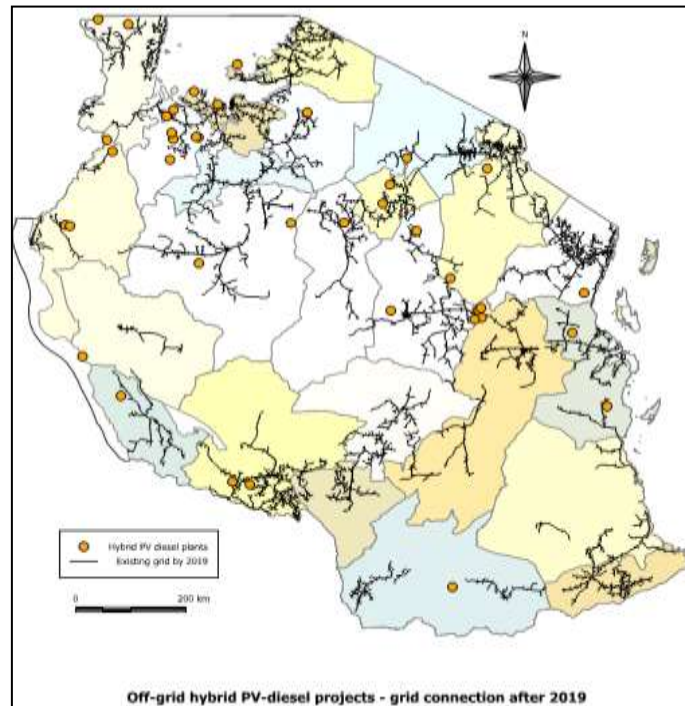 N
Hybrid PV diesel plants
Existing grid by 2019
0 200 km
Off-grid hybrid PV-diesel projects - grid connection after 2019